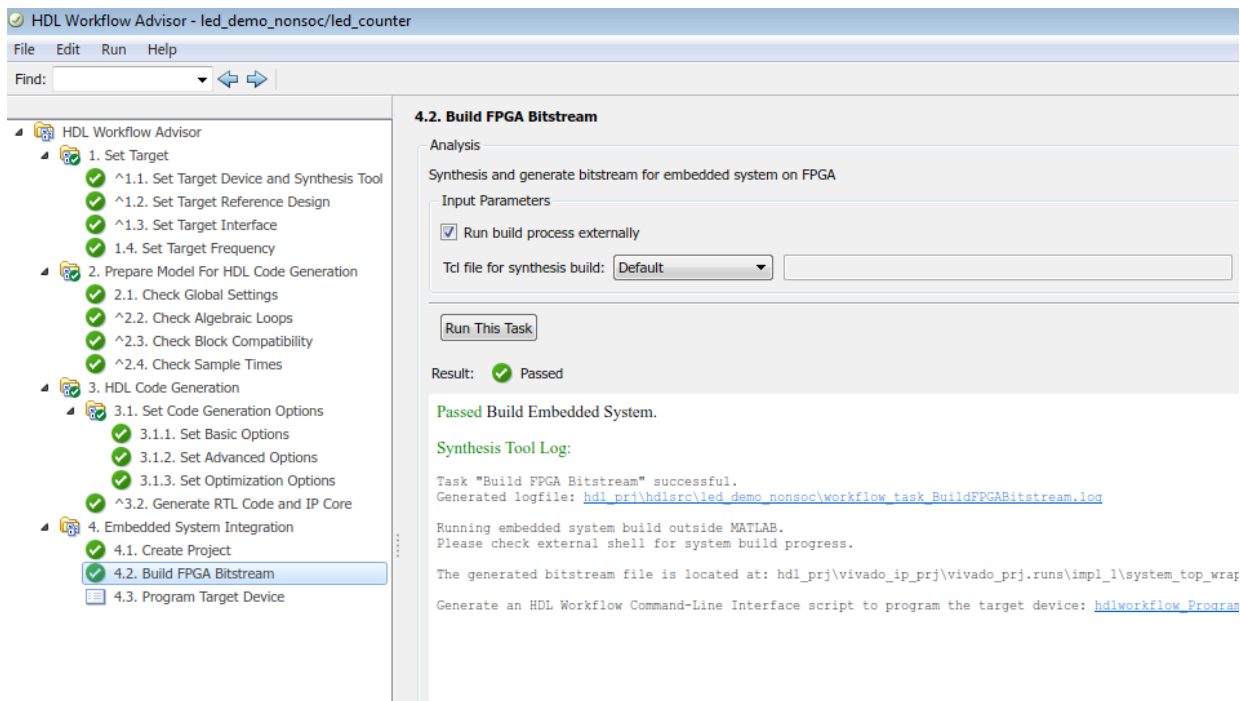 HDL Workflow Advisor - led_demo_nonsoc/led_counter
File Edit Run Help
Find:
HDL Workflow Advisor
1. Set Target
^1.1. Set Target Device and Synthesis Tool
^1.2. Set Target Reference Design
^1.3. Set Target Interface
1.4. Set Target Frequency
2. Prepare Model For HDL Code Generation
2.1. Check Global Settings
^2.2. Check Algebraic Loops
^2.3. Check Block Compatibility
^2.4. Check Sample Times
3. HDL Code Generation
3.1. Set Code Generation Options
3.1.1. Set Basic Options
3.1.2. Set Advanced Options
3.1.3. Set Optimization Options
^3.2. Generate RTL Code and IP Core
4. Embedded System Integration
4.1. Create Project
4.2. Build FPGA Bitstream
4.3. Program Target Device
4.2. Build FPGA Bitstream
Analysis
Synthesis and generate bitstream for embedded system on FPGA
Input Parameters
Run build process externally
Tcl file for synthesis build: Default
Run This Task
Result: Passed
Passed Build Embedded System.
Synthesis Tool Log:
Task "Build FPGA Bitstream" successful.
Generated logfile: hdl_prj\hdlsrc\led_demo_nonsoc\workflow_task_BuildFPGABitstream.log
Running embedded system build outside MATLAB.
Please check external shell for system build progress.
The generated bitstream file is located at: hdl_prj\vivado_ip_prj\vivado_prj.runs\impl_1\system_top_wrap
Generate an HDL Workflow Command-Line Interface script to program the target device: hdlworkflow_Program